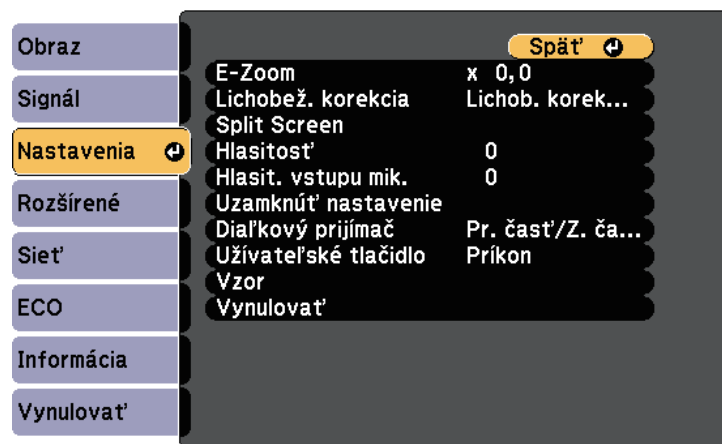 Obraz
Signál
Nastavenia
Rozšírené
Sieť
ECO
Informácia
Vynulovať
Späť
E-Zoom x 0,0
Lichobež. korekcia Lichob. korek...
Split Screen
Hlasitosť 0
Hlasit. vstupu mik. 0
Uzamknúť nastavenie
Diaľkový prijímač Pr. časť/Z. ča...
Užívateľské tlačidlo Príkon
Vzor
Vynulovať